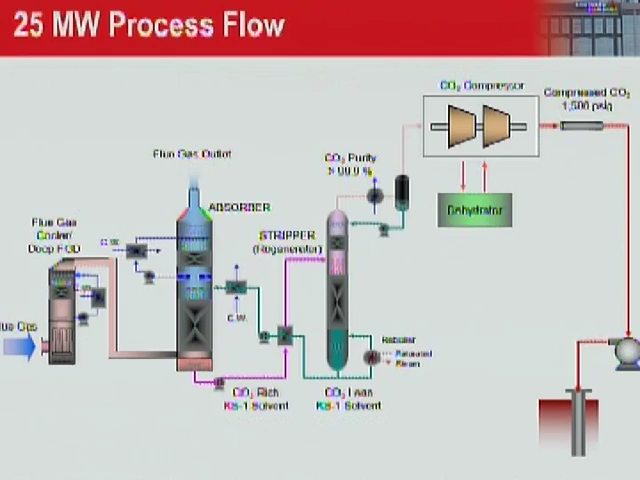 25 MW Process Flow
CO2 Compressor
Compressed CO2
1,500 psig
Flue Gas Outlet
CO2 Purity
> 99.9 %
ABSORBER
Dehydrator
Flue Gas
Cooler/
Deep FGD
C.W.
STRIPPER
(Regenerator)
C.W.
Flue Gas
Reboiler
Steam
CO2 Rich
KS-1 Solvent
CO2 Lean
KS-1 Solvent